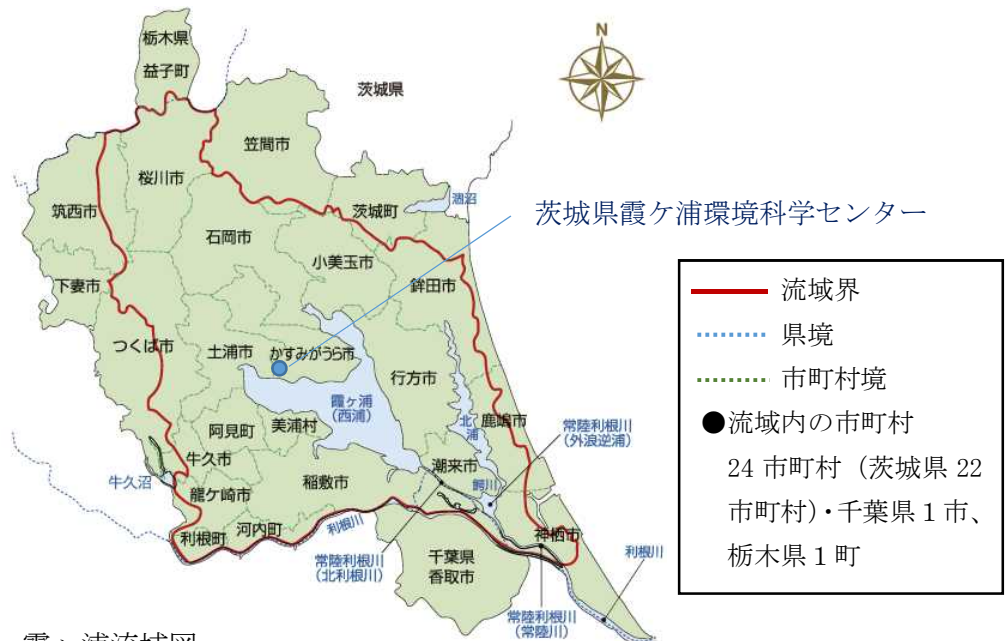 栃木県
益子町
N
茨城県
笠間市
桜川市
筑西市
茨城町
涸沼
茨城県霞ケ浦環境科学センター
石岡市
小美玉市
下妻市
鉾田市
つくば市
土浦市
かすみがうら市
行方市
霞ヶ浦
(西浦)
北浦
鹿嶋市
常陸利根川
(外浪逆浦)
美浦村
阿見町
牛久市
潮来市
鰐川
牛久沼
稲敷市
龍ケ崎市
利根町
河内町
利根川
神栖市
常陸利根川
(北利根川)
千葉県
香取市
利根川
常陸利根川
(常陸川)
流域界
県境
市町村境
●流域内の市町村
24 市町村（茨城県 22
市町村）・千葉県１市、
栃木県１町
霞ヶ浦流域図